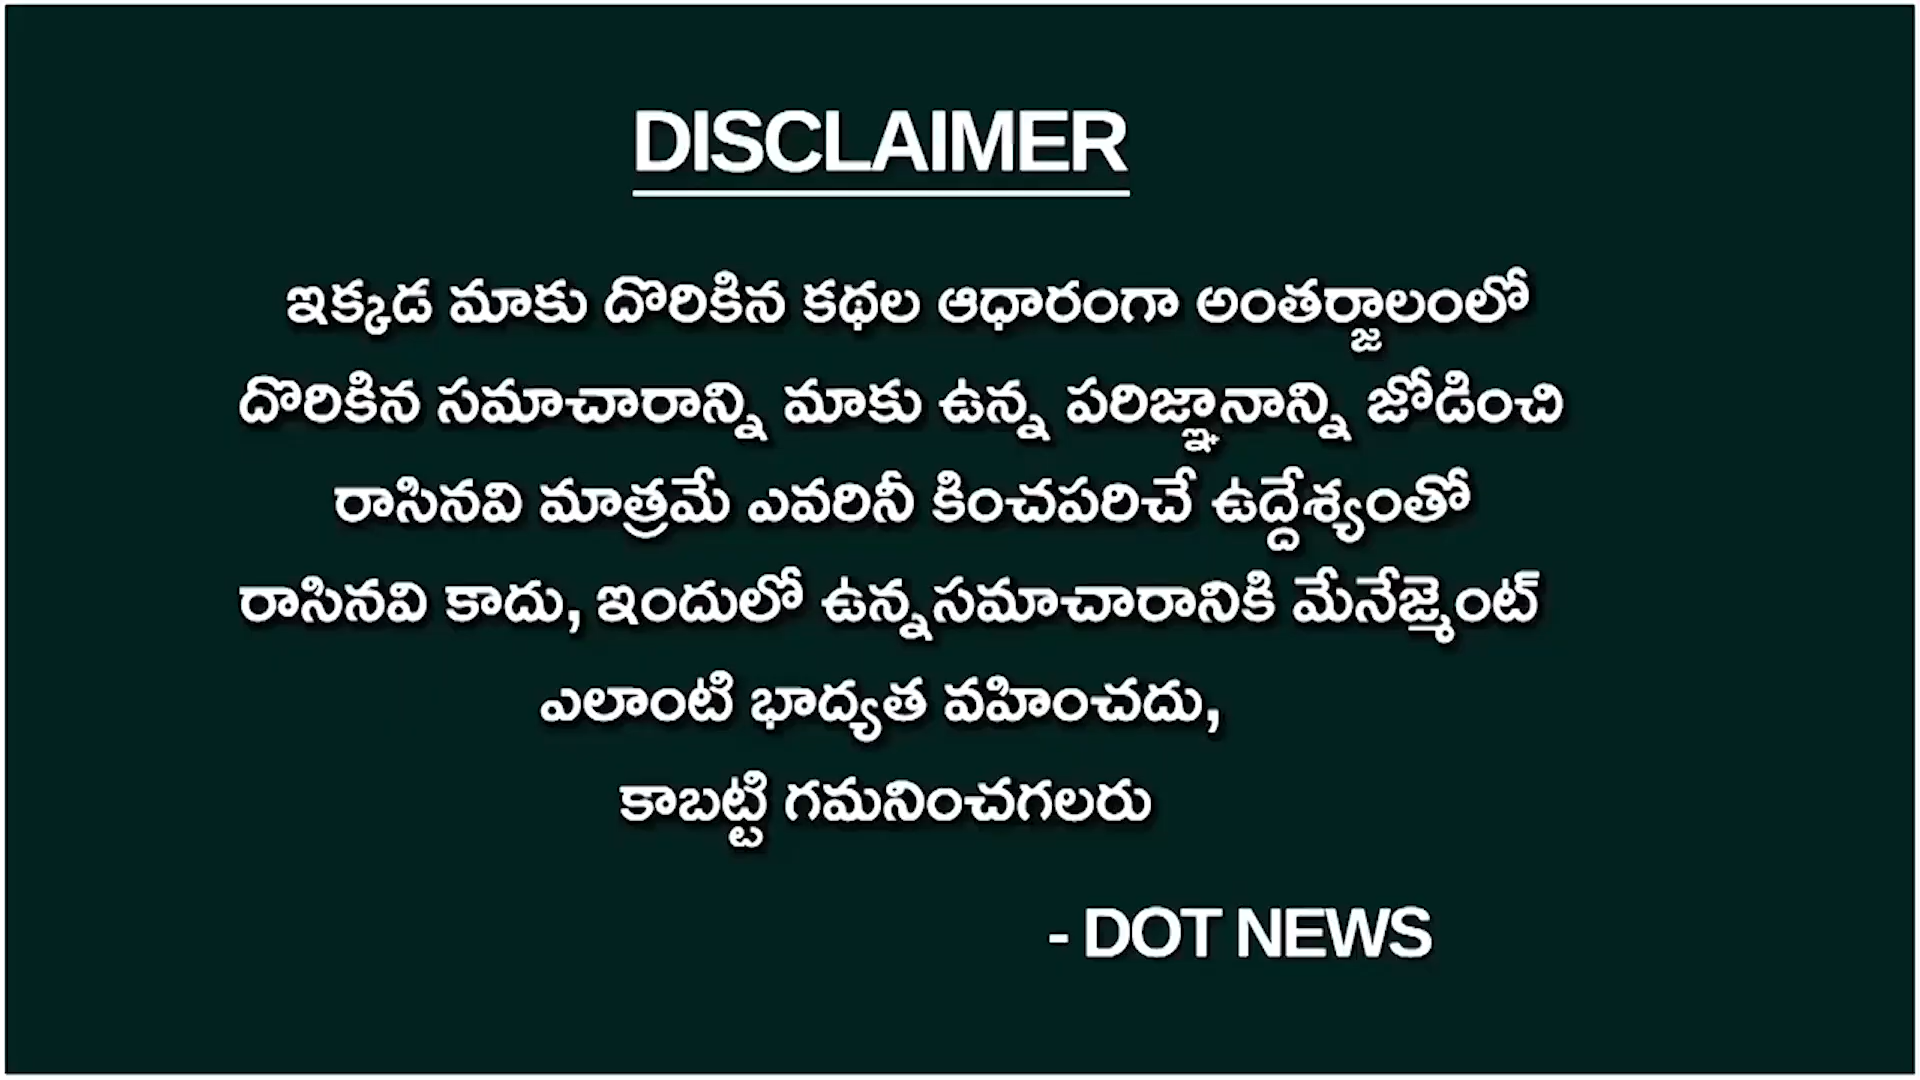 DISCLAIMER
ఇక్కడ మాకు దొరికిన కథల ఆధారంగా అంతర్జాలంలో
దొరికిన సమాచారాన్ని మాకు ఉన్న పరిజ్ఞానాన్ని జోడించి
రాసినవి మాత్రమే ఎవరినీ కించపరిచే ఉద్దేశ్యంతో
రాసినవి కాదు, ఇందులో ఉన్నసమాచారానికి మేనేజ్మెంట్
ఎలాంటి భాద్యత వహించదు,
కాబట్టి గమనించగలరు
- DOT NEWS